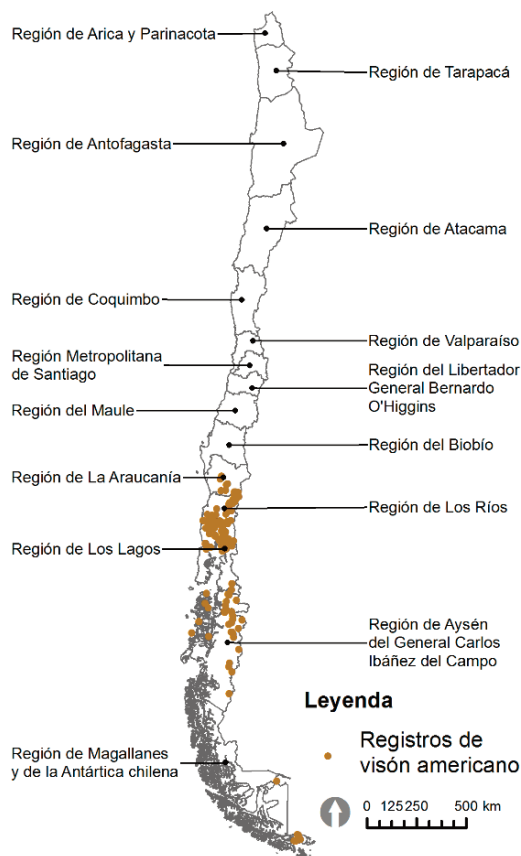 Región de Arica y Parinacota
Región de Tarapacá
Región de Antofagasta
Región de Atacama
Región de Coquimbo
Región de Valparaíso
Región Metropolitana
de Santiago
Región del Libertador
General Bernardo
O'Higgins
Región del Maule
Región del Biobío
Región de La Araucanía
Región de Los Ríos
Región de Los Lagos
Región de Aysén
del General Carlos
Ibáñez del Campo
Leyenda
Registros de
visón americano
Región de Magallanes
y de la Antártica chilena
0 125 250 500 km